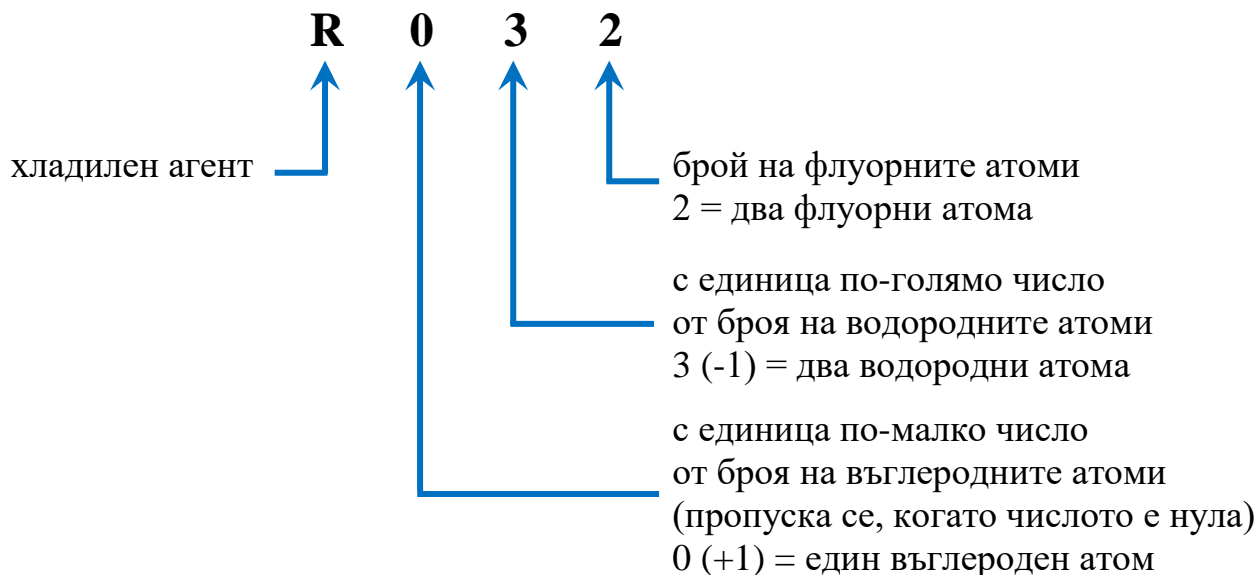 R 0 3 2
хладилен агент
брой на флуорните атоми
2 = два флуорни атома
с единица по-голямо число
от броя на водородните атоми
3 (-1) = два водородни атома
с единица по-малко число
от броя на въглеродните атоми
(пропуска се, когато числото е нула)
0 (+1) = един въглероден атом